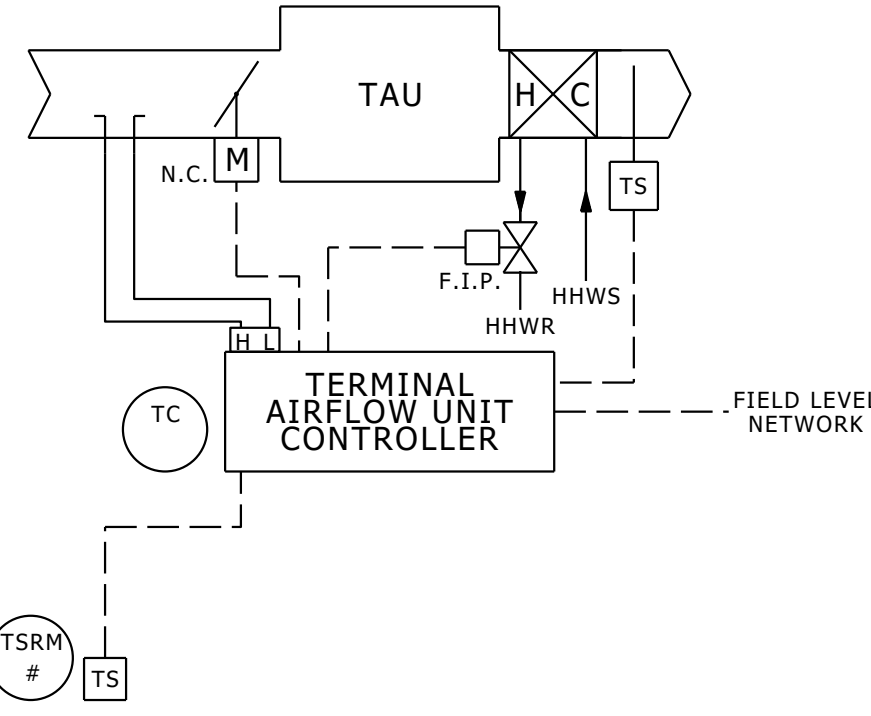 TAU
H
C
M
N.C.
TS
F.I.P.
HHWS
HHWR
H L
TERMINAL
AIRFLOW UNIT
CONTROLLER
TC
FIELD LEVEL
NETWORK
TSRM
#
TS